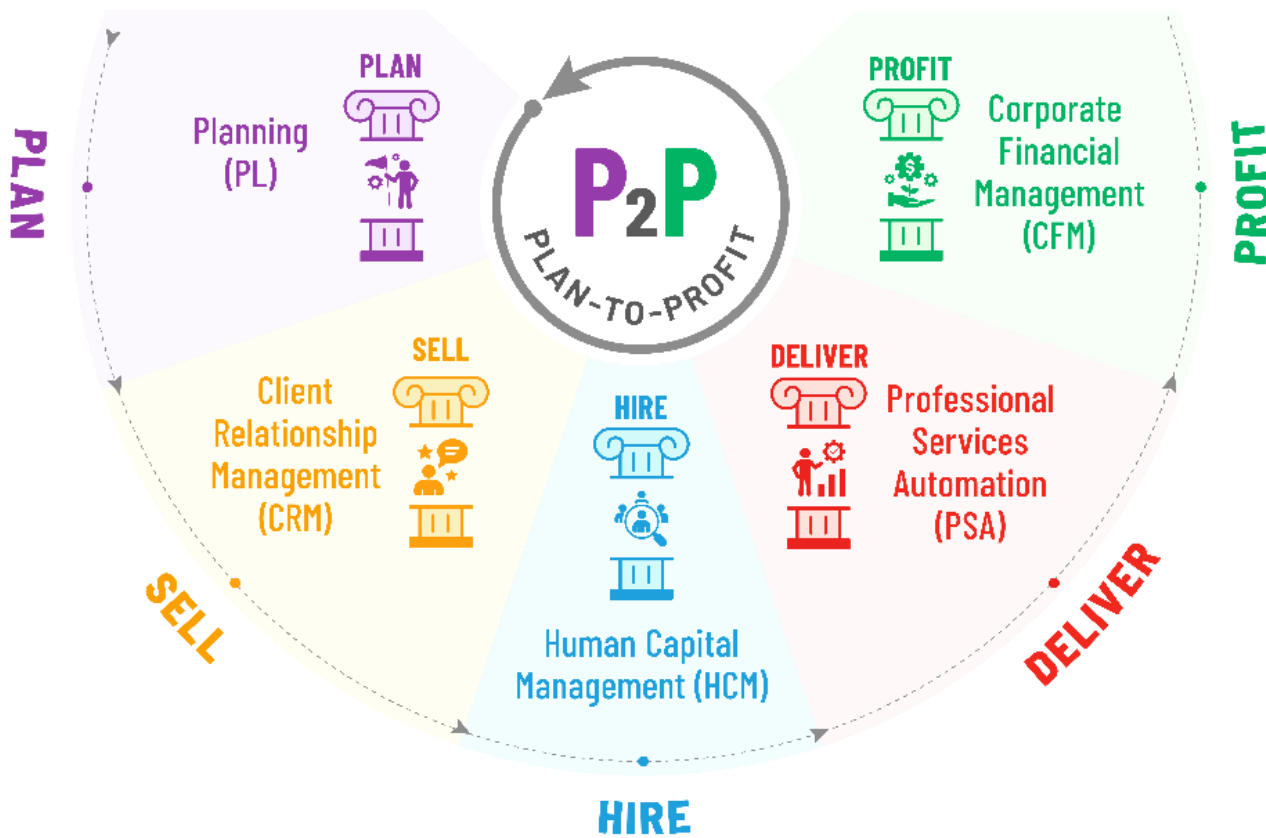 PLAN
PLAN
Planning
(PL)
P2P
PLAN-TO-PROFIT
PROFIT
Corporate
Financial
Management
(CFM)
PROFIT
SELL
Client
Relationship
Management
(CRM)
SELL
HIRE
Human Capital
Management (HCM)
HIRE
DELIVER
Professional
Services
Automation
(PSA)
DELIVER